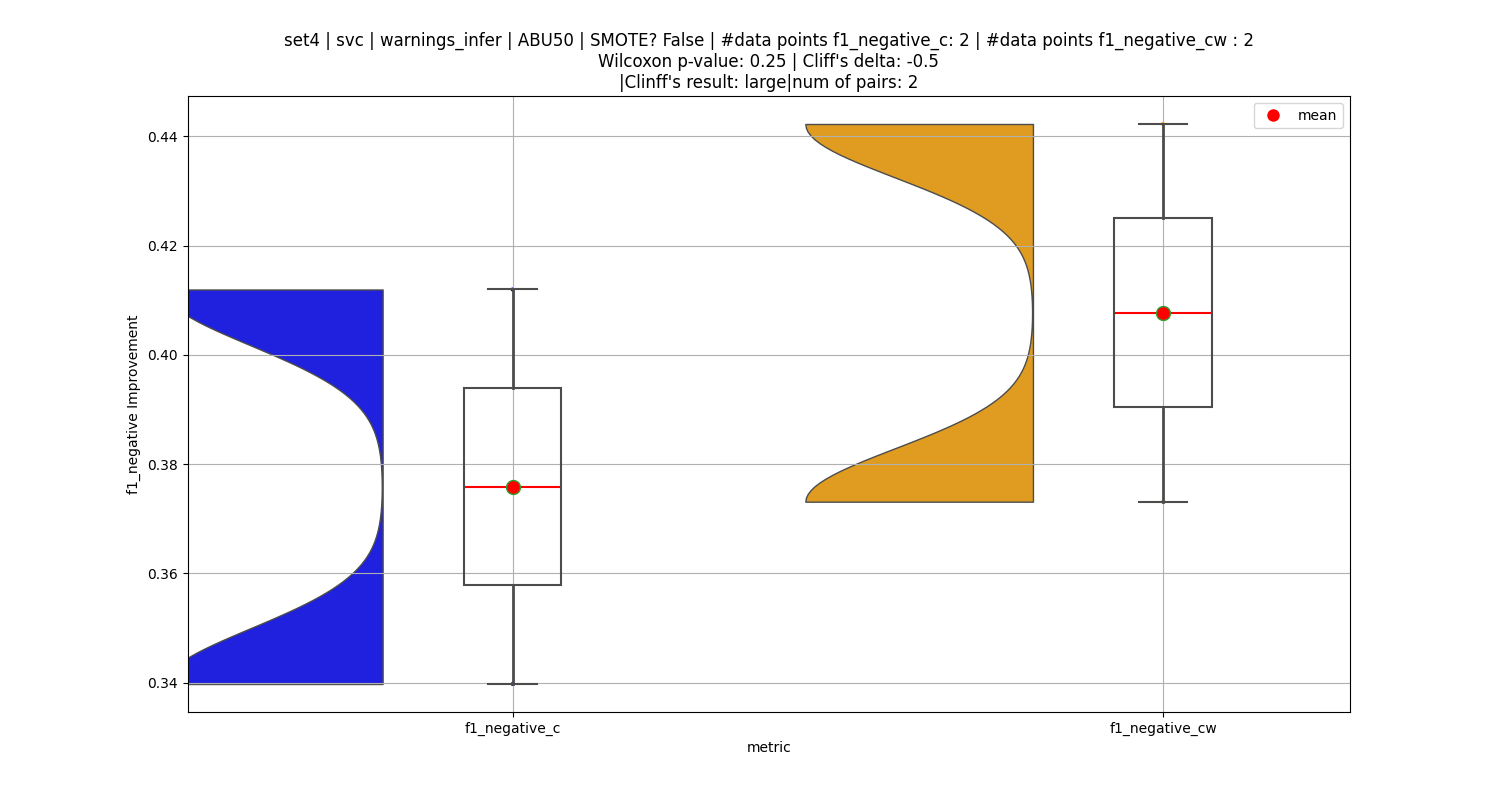 set4 | svc | warnings_infer | ABU50 | SMOTE? False | #data points f1_negative_c: 2 | #data points f1_negative_cw : 2
Wilcoxon p-value: 0.25 | Cliff's delta: -0.5
|Clinff's result: large|num of pairs: 2
mean
0.44
0.42
0.40
0.38
0.36
0.34
f1_negative Improvement
f1_negative_c
f1_negative_cw
metric